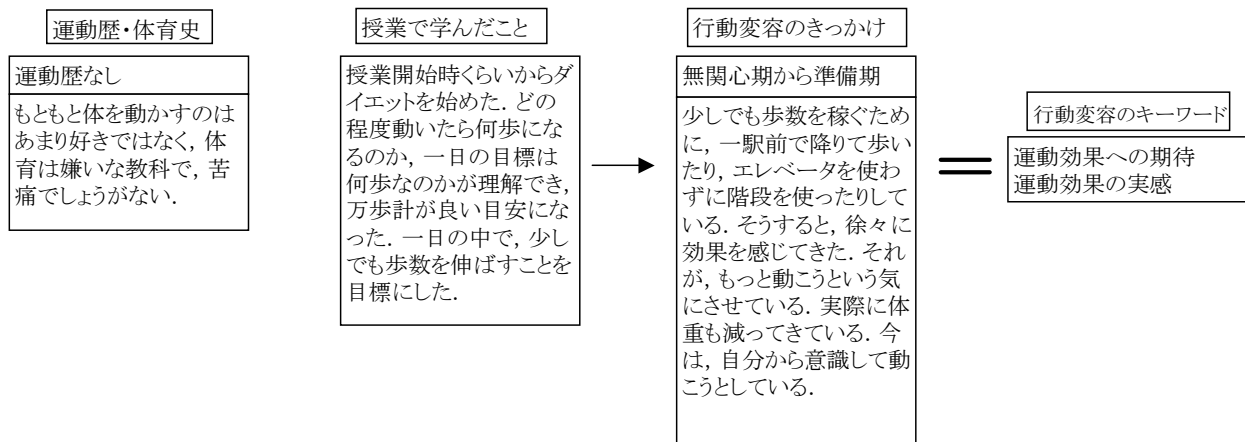 運動歴・体育史
運動歴なし
もともと体を動かすのは
あまり好きではなく, 体
育は嫌いな教科で, 苦
痛でしょうがない.
授業で学んだこと
授業開始時くらいからダ
イエットを始めた. どの
程度動いたら何歩にな
るのか, 一日の目標は
何歩なのかが理解でき,
万歩計が良い目安にな
った. 一日の中で, 少し
でも歩数を伸ばすことを
目標にした.
行動変容のきっかけ
無関心期から準備期
少しでも歩数を稼ぐため
に, 一駅前で降りて歩い
たり, エレベータを使わ
ずに階段を使ったりし
ている. そうすると, 徐々に
効果を感じてきた. それ
が, もっと動こうという気
にさせている. 実際に体
重も減ってきている. 今
は, 自分から意識して動
こうとしている.
行動変容のキーワード
運動効果への期待
運動効果の実感